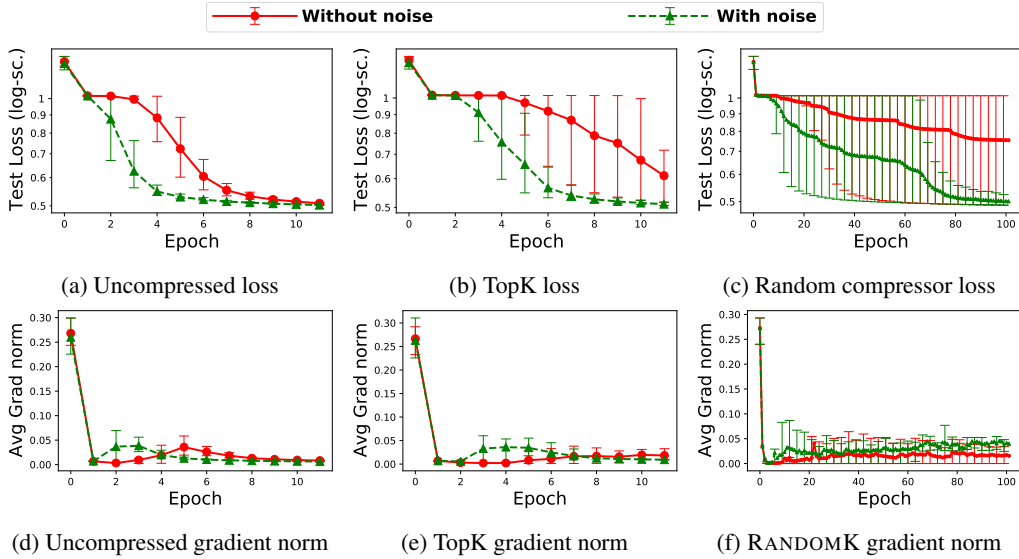 Without noise With noise
Test Loss (log-sc.)
1
0.9
0.8
0.7
0.6
0.5
0 2 4 6 8 10
Epoch
(a) Uncompressed loss
Test Loss (log-sc.)
1
0.9
0.8
0.7
0.6
0.5
0 2 4 6 8 10
Epoch
(b) TopK loss
Test Loss (log-sc.)
1
0.9
0.8
0.7
0.6
0.5
0 20 40 60 80 100
Epoch
(c) Random compressor loss
Avg Grad norm
0.30
0.25
0.20
0.15
0.10
0.05
0.00
0 2 4 6 8 10
Epoch
(d) Uncompressed gradient norm
Avg Grad norm
0.30
0.25
0.20
0.15
0.10
0.05
0.00
0 2 4 6 8 10
Epoch
(e) TopK gradient norm
Avg Grad norm
0.30
0.25
0.20
0.15
0.10
0.05
0.00
0 20 40 60 80 100
Epoch
(f) RANDOMK gradient norm